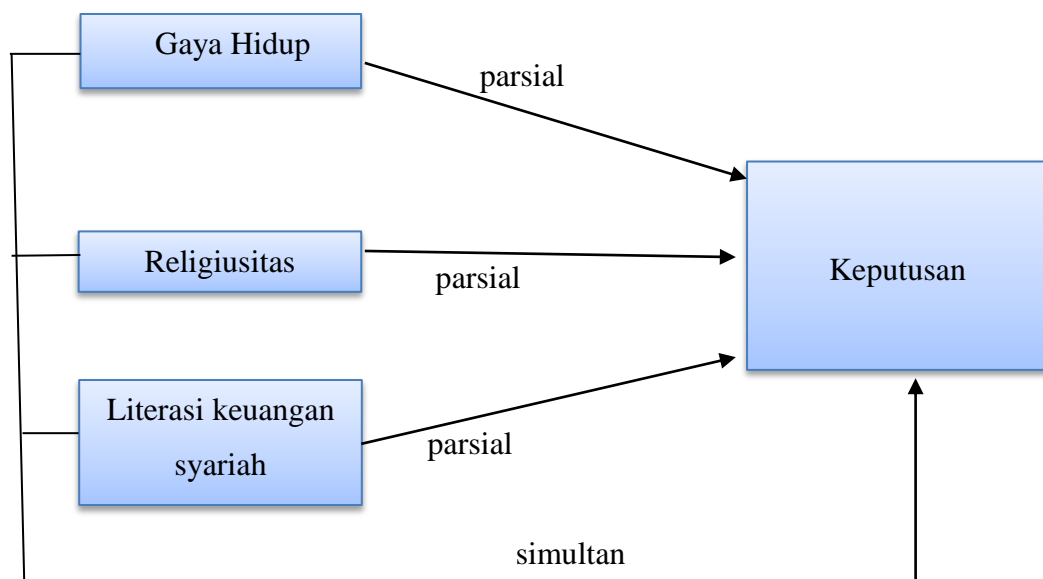 Gaya Hidup
parsial
Religiusitas
parsial
Keputusan
Literasi keuangan
syariah
parsial
simultan